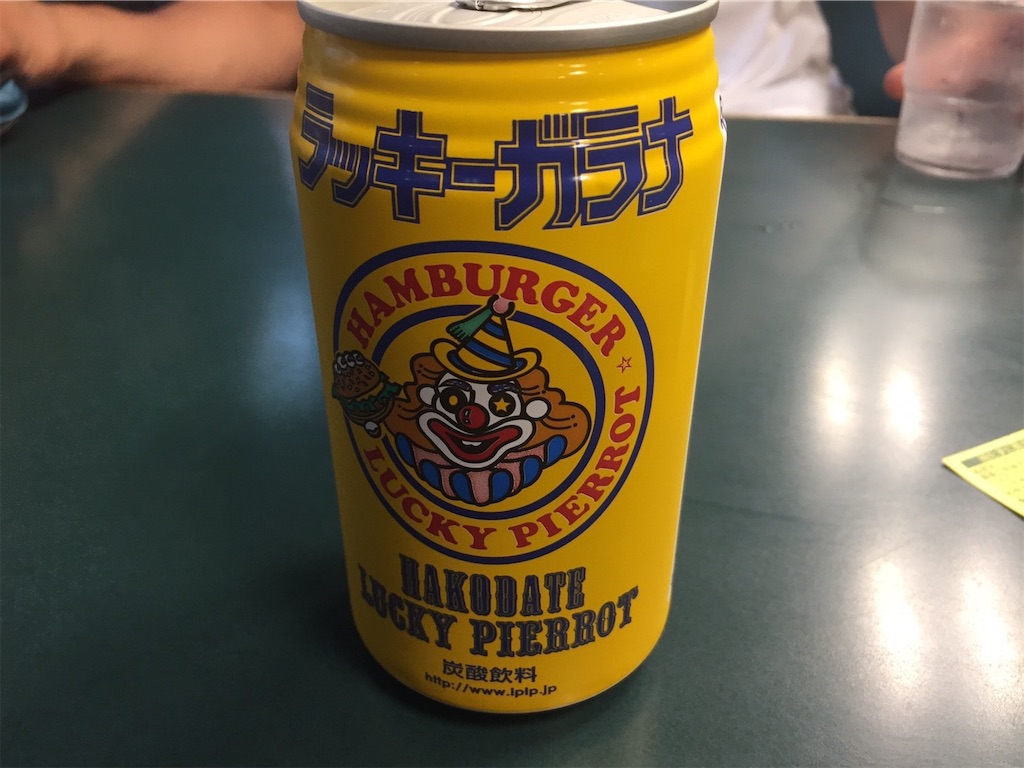 ラッキーガラナ
HAMBURGER ☆
LUCKY PIERROT
HAKODATE
LUCKY PIERROT
炭酸飲料
http://www.lplp.jp